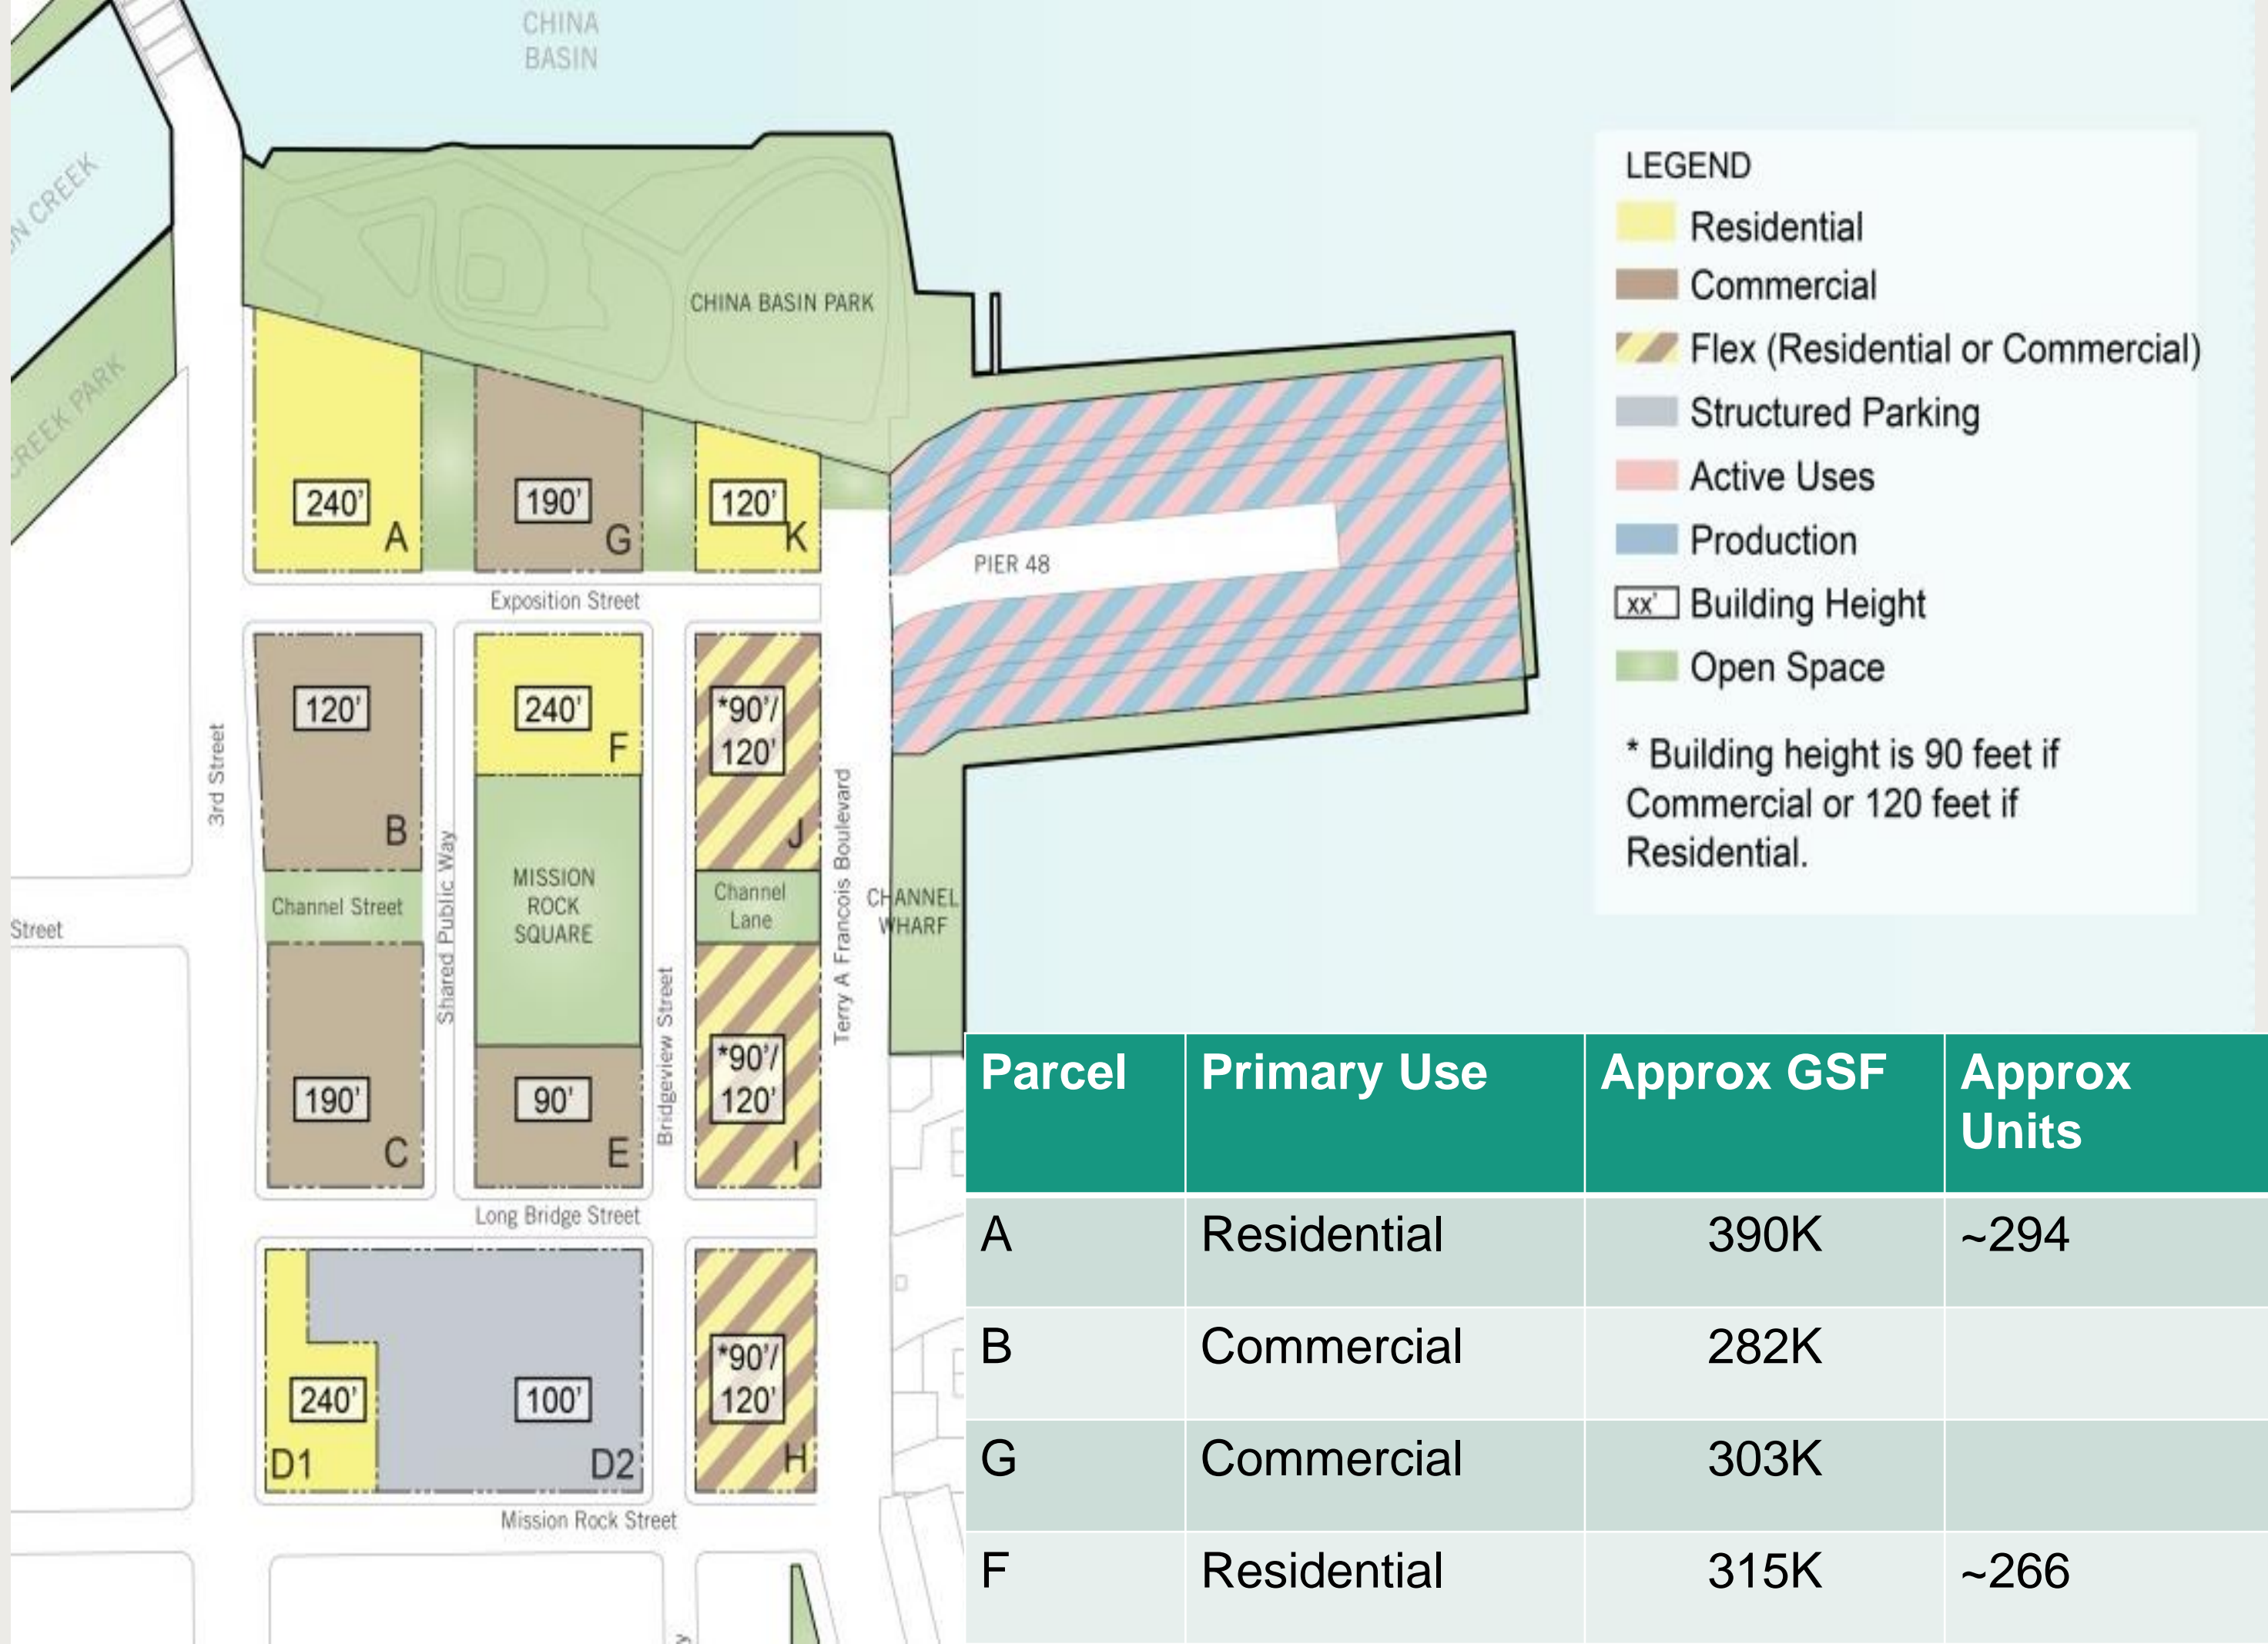 CHINA
BASIN
N CREEK
CREEK PARK
CHINA BASIN PARK
240'
A
190'
G
120'
K
PIER 48
Exposition Street
120'
B
240'
F
*90'/
120'
J
3rd Street
Shared Public Way
Channel Street
MISSION
ROCK
SQUARE
Channel
Lane
Terry A Francois Boulevard
CHANNEL
WHARF
Street
Bridgeview Street
190'
C
90'
E
*90'/
120'
I
Long Bridge Street
240'
D1
100'
D2
*90'/
120'
H
Mission Rock Street
LEGEND
Residential
Commercial
Flex (Residential or Commercial)
Structured Parking
Active Uses
Production
xx' Building Height
Open Space
* Building height is 90 feet if
Commercial or 120 feet if
Residential.
Parcel Primary Use Approx GSF Approx
Units
A Residential 390K ~294
B Commercial 282K
G Commercial 303K
F Residential 315K ~266